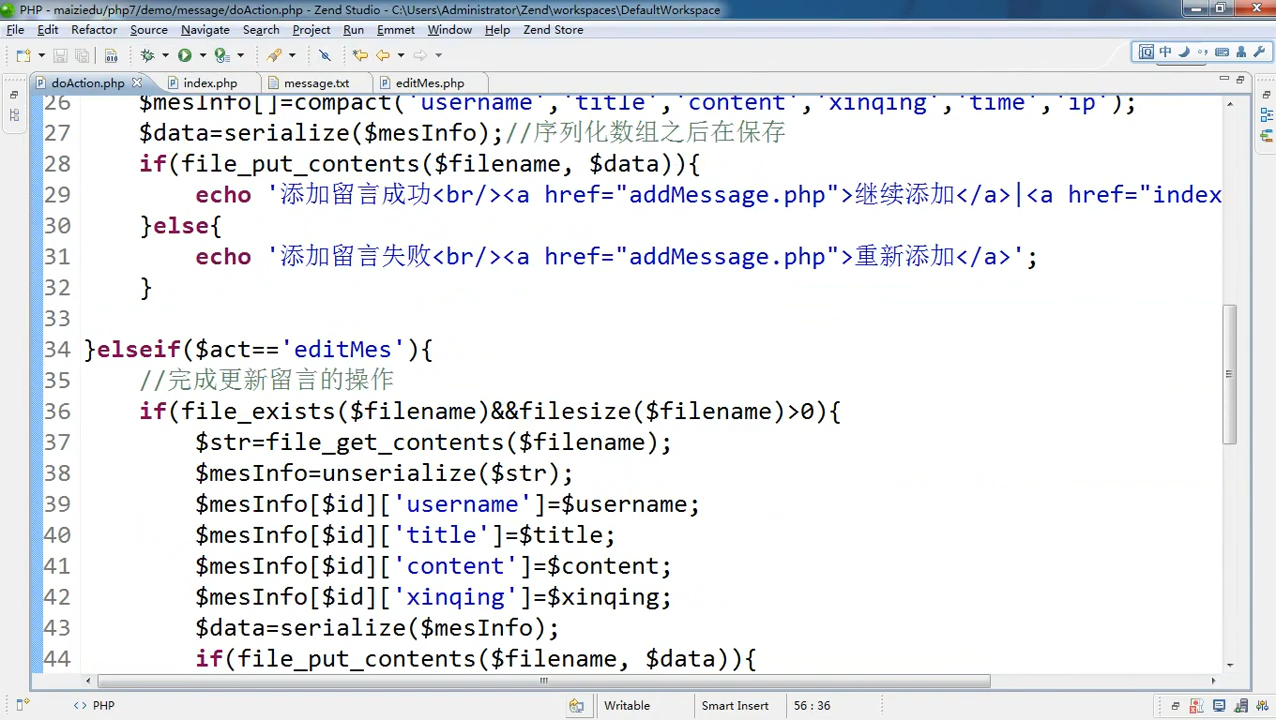 PHP - maiziedu/php7/demo/message/doAction.php - Zend Studio - C:\Users\Administrator\Zend\workspaces\DefaultWorkspace
File Edit Refactor Source Navigate Search Project Run Emmet Window Help Zend Store
中
doAction.php index.php message.txt editMes.php
26 $mesInfo[]=compact('username','title','content','xinqing','time','ip');
27 $data=serialize($mesInfo);//序列化数组之后在保存
28 if(file_put_contents($filename, $data)){
29 echo '添加留言成功<br/><a href="addMessage.php">继续添加</a>|<a href="index
30 }else{
31 echo '添加留言失败<br/><a href="addMessage.php">重新添加</a>';
32 }
33
34 }elseif($act=='editMes'){
35 //完成更新留言的操作
36 if(file_exists($filename)&&filesize($filename)>0){
37 $str=file_get_contents($filename);
38 $mesInfo=unserialize($str);
39 $mesInfo[$id]['username']=$username;
40 $mesInfo[$id]['title']=$title;
41 $mesInfo[$id]['content']=$content;
42 $mesInfo[$id]['xinqing']=$xinqing;
43 $data=serialize($mesInfo);
44 if(file_put_contents($filename, $data)){
PHP Writable Smart Insert 56 : 36